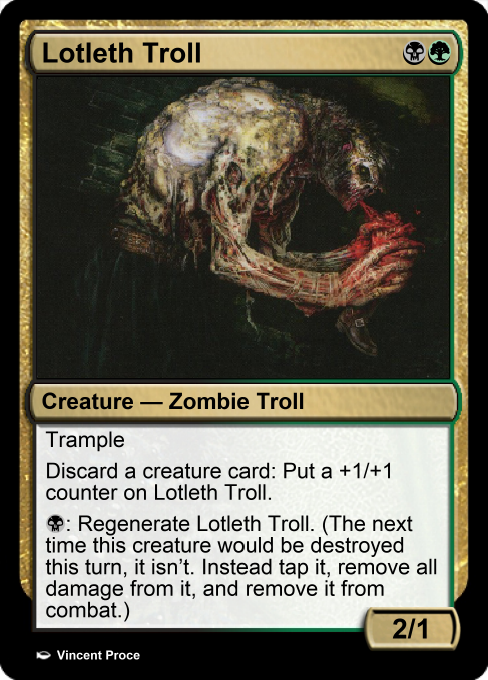 Lotleth Troll
Creature — Zombie Troll
Trample
Discard a creature card: Put a +1/+1
counter on Lotleth Troll.
: Regenerate Lotleth Troll. (The next
time this creature would be destroyed
this turn, it isn't. Instead tap it, remove all
damage from it, and remove it from
combat.)
2/1
Vincent Proce